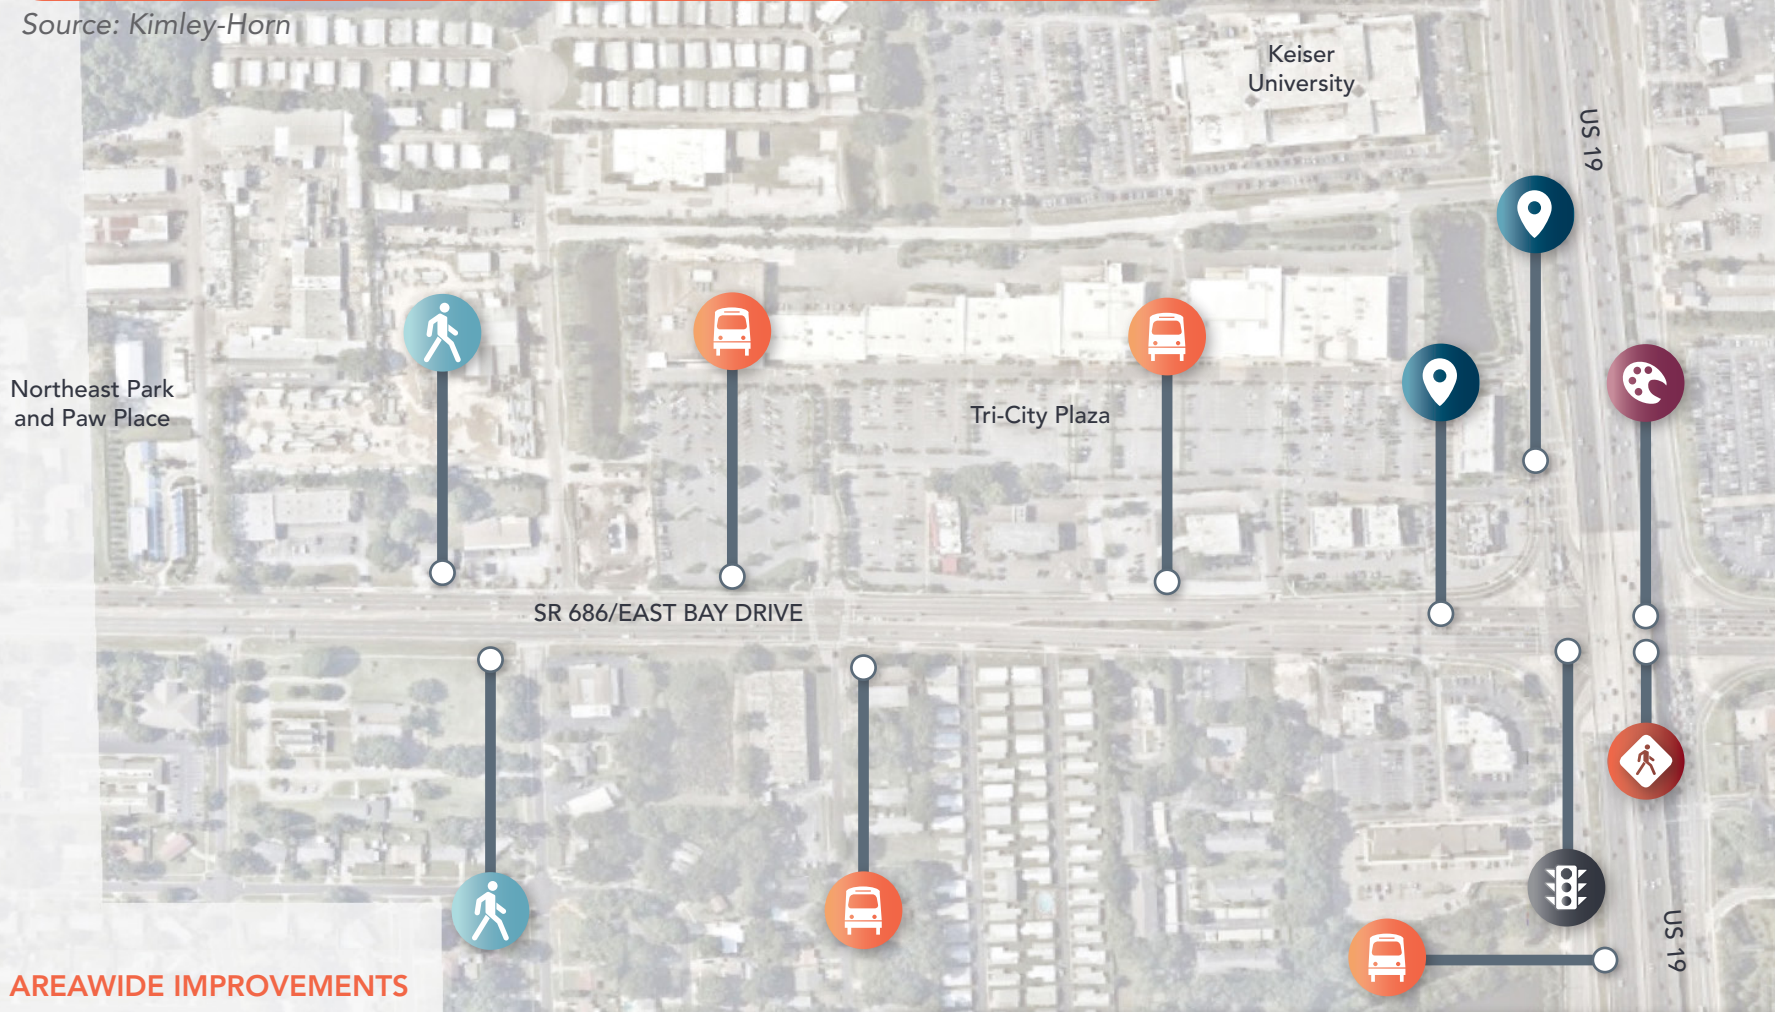 Source: Kimley-Horn
Keiser
University
US 19
Northeast Park
and Paw Place
Tri-City Plaza
SR 686/EAST BAY DRIVE
US 19
AREAWIDE IMPROVEMENTS